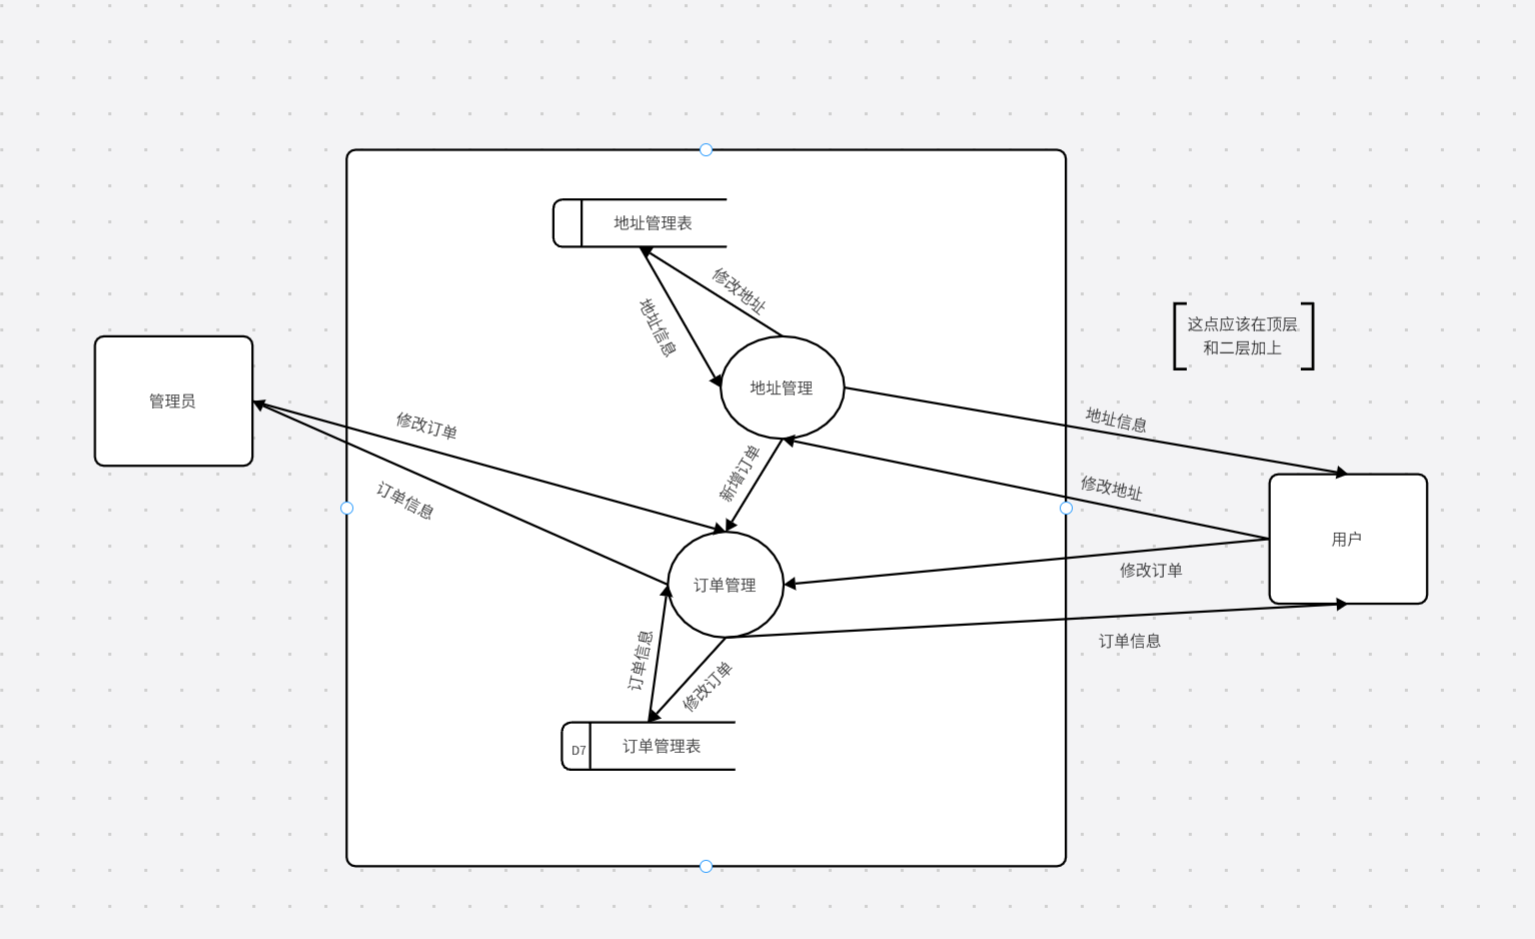 地址管理表
修改地址
地址信息
这点应该在顶层
和二层加上
管理员
地址管理
修改订单
地址信息
新增订单
修改地址
订单信息
用户
修改订单
订单管理
订单信息
订单信息
修改订单
D7
订单管理表